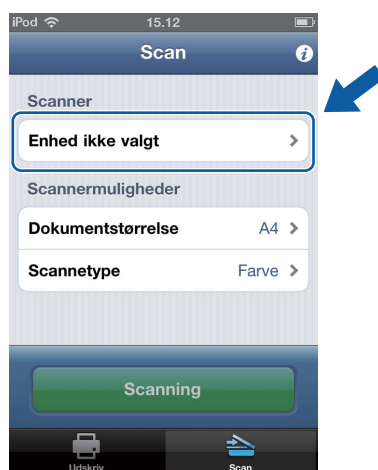 iPod 15.12
Scan
Scanner
Enhed ikke valgt
Scannermuligheder
Dokumentstørrelse A4
Scannetype Farve
Scanning
Udskriv Scan